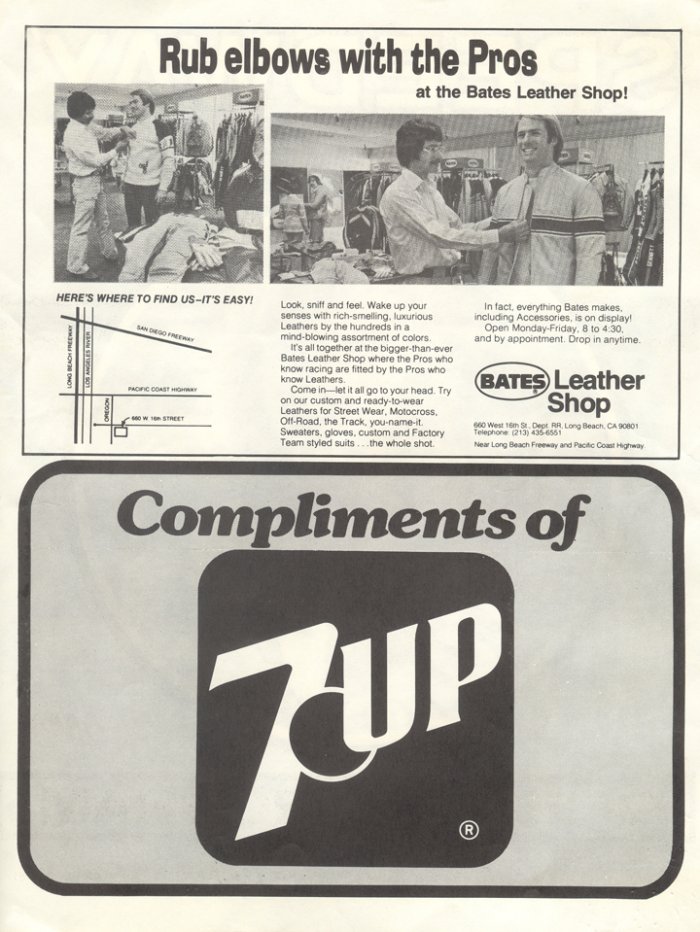 Rub elbows with the Pros
at the Bates Leather Shop!
HERE'S WHERE TO FIND US–IT'S EASY!
SAN DIEGO FREEWAY
LONG BEACH FREEWAY
LOS ANGELES RIVER
PACIFIC COAST HIGHWAY
OREGON
660 W. 16th STREET
Look, sniff and feel. Wake up your
senses with rich-smelling, luxurious
Leathers by the hundreds in a
mind-blowing assortment of colors.
It's all together at the bigger-than-ever
Bates Leather Shop where the Pros who
know racing are fitted by the Pros who
know Leathers.
Come in—let it all go to your head. Try
on our custom and ready-to-wear
Leathers for Street Wear, Motocross,
Off-Road, the Track, you-name-it.
Sweaters, gloves, custom and Factory
Team styled suits . . . the whole shot.
In fact, everything Bates makes,
including Accessories, is on display!
Open Monday-Friday, 8 to 4:30,
and by appointment. Drop in anytime.
BATES® Leather
Shop
660 West 16th St., Dept. RR, Long Beach, CA 90801
Telephone: (213) 435-6551
Near Long Beach Freeway and Pacific Coast Highway.
Compliments of
7UP
®